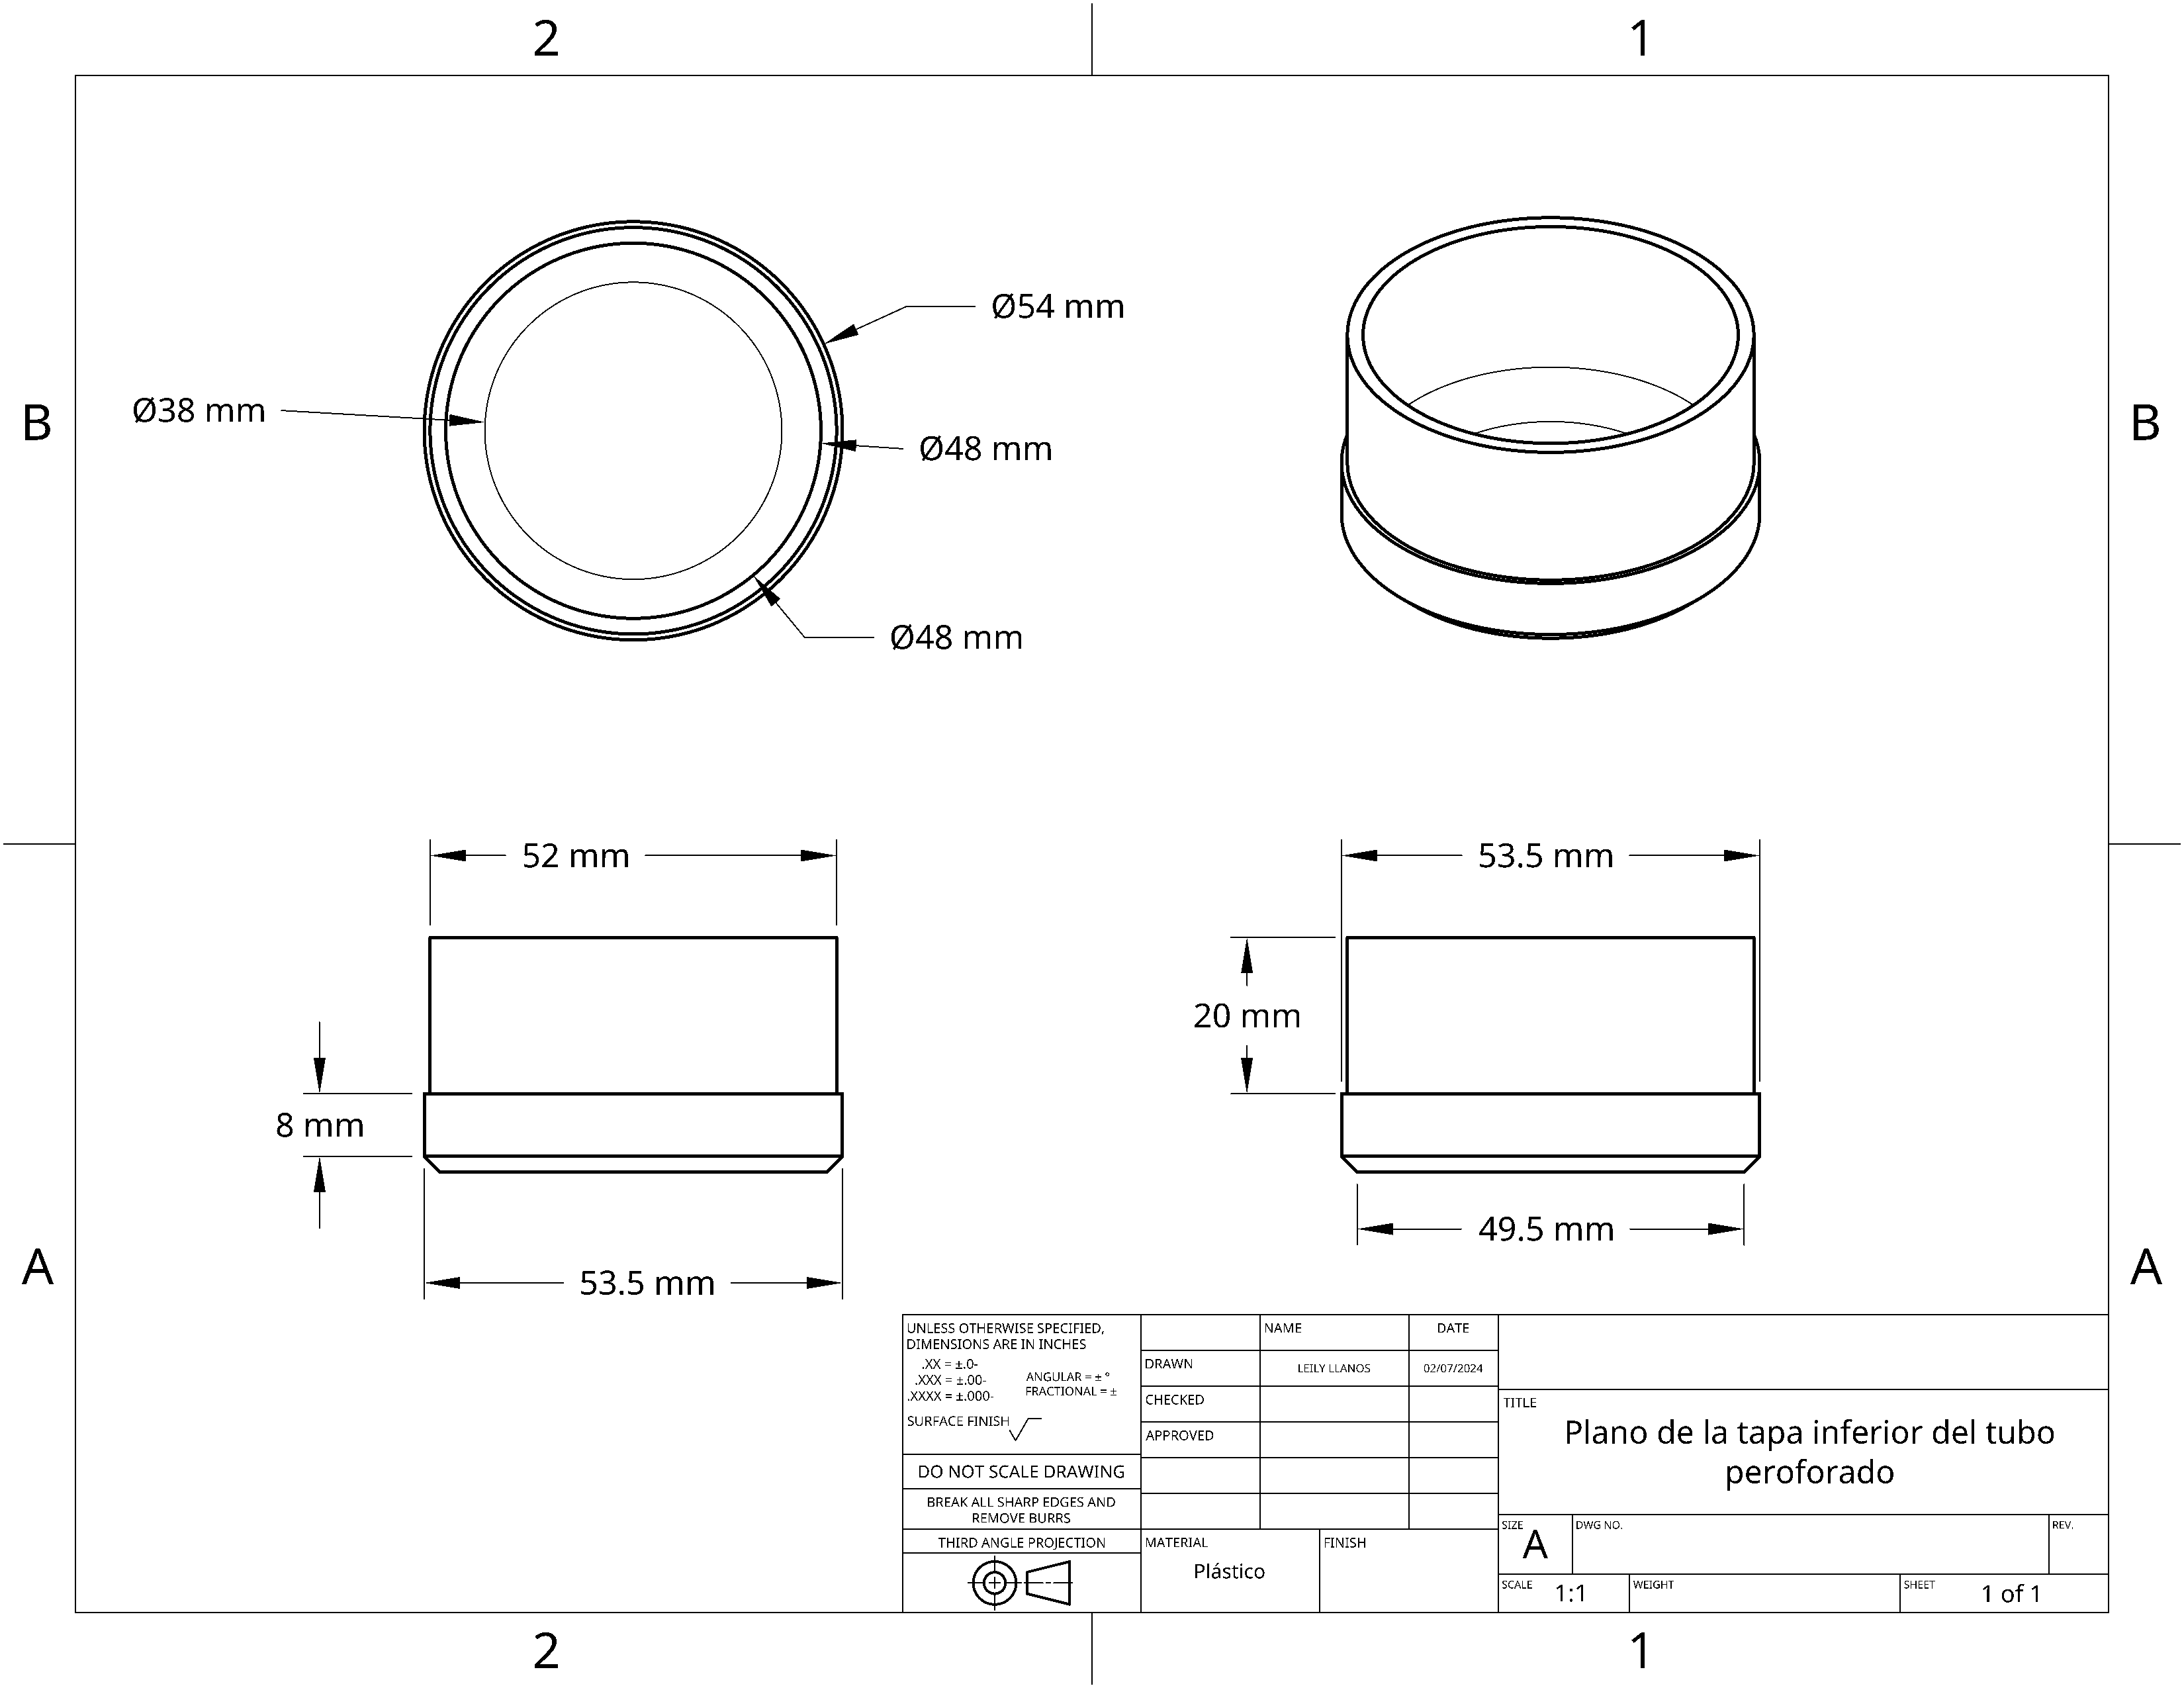 2
1
B
B
Ø54 mm
Ø38 mm
Ø48 mm
Ø48 mm
52 mm
53.5 mm
20 mm
8 mm
49.5 mm
53.5 mm
A
A
UNLESS OTHERWISE SPECIFIED,
DIMENSIONS ARE IN INCHES
.XX = ±.0-
.XXX = ±.00-
.XXXX = ±.000-
ANGULAR = ± °
FRACTIONAL = ±
SURFACE FINISH
DO NOT SCALE DRAWING
BREAK ALL SHARP EDGES AND
REMOVE BURRS
THIRD ANGLE PROJECTION
NAME
DATE
DRAWN
LEILY LLANOS
02/07/2024
CHECKED
APPROVED
MATERIAL
Plástico
FINISH
TITLE
Plano de la tapa inferior del tubo
peroforado
SIZE
A
DWG NO.
REV.
SCALE
1:1
WEIGHT
SHEET
1 of 1
2
1